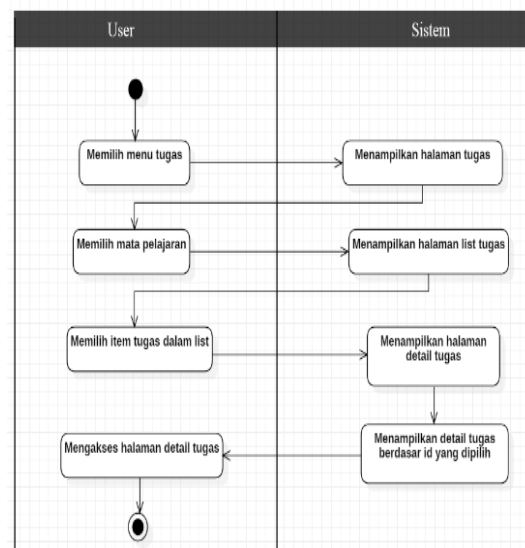 User
Sistem
Memilih menu tugas
Menampilkan halaman tugas
Memilih mata pelajaran
Menampilkan halaman list tugas
Memilih item tugas dalam list
Menampilkan halaman
detail tugas
Mengakses halaman detail tugas
Menampilkan detail tugas
berdasar id yang dipilih